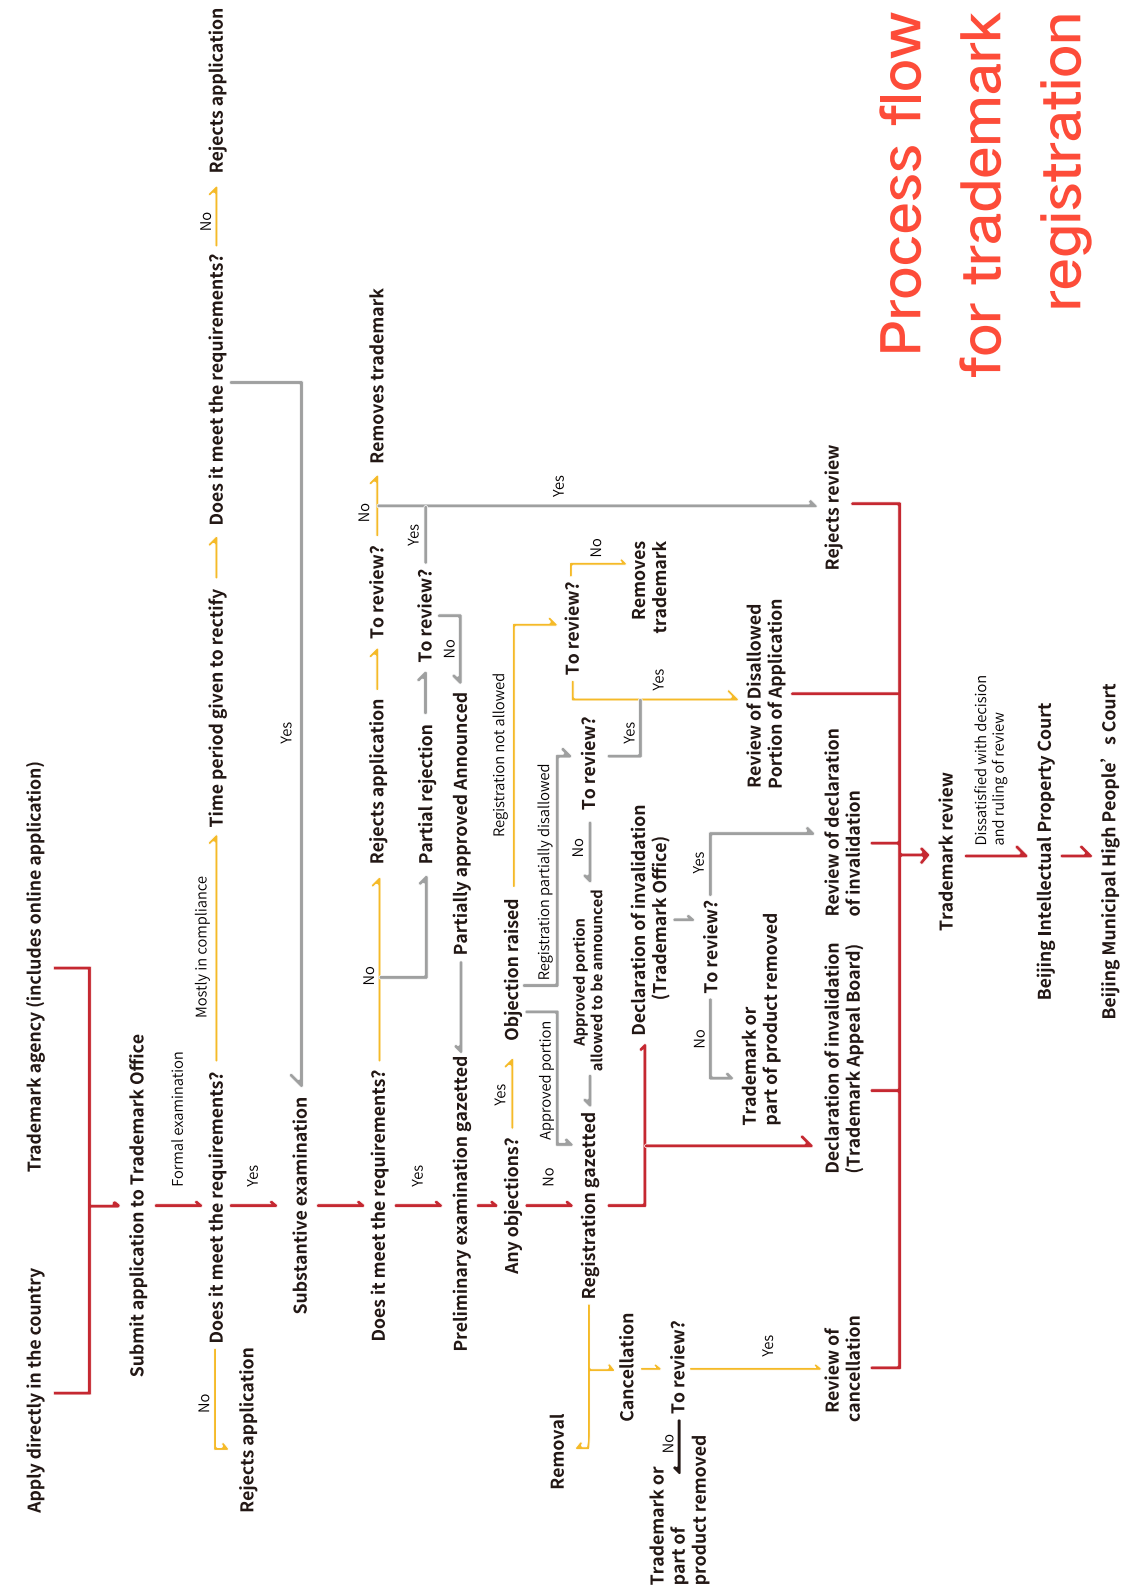 Process flow
for trademark
registration
Apply directly in the country
Trademark agency (includes online application)
Submit application to Trademark Office
Formal examination
No
Rejects application
Does it meet the requirements?
Mostly in compliance
Time period given to rectify
Does it meet the requirements?
No
Rejects application
Yes
Yes
Substantive examination
Does it meet the requirements?
No
Rejects application
To review?
No
Removes trademark
Partial rejection
To review?
Yes
Yes
No
Yes
Preliminary examination gazetted
Partially approved Announced
Any objections?
Yes
Objection raised
Registration not allowed
To review?
No
Removes
trademark
Approved portion
Registration partially disallowed
To review?
Yes
Yes
No
No
Registration gazetted
Approved portion
allowed to be announced
Removal
Cancellation
To review?
No
Trademark or
part of
product removed
Yes
Declaration of invalidation
(Trademark Office)
To review?
No
Yes
Trademark or
part of product removed
Review of Disallowed
Portion of Application
Review of
cancellation
Declaration of invalidation
(Trademark Appeal Board)
Review of declaration
of invalidation
Rejects review
Trademark review
Dissatisfied with decision
and ruling of review
Beijing Intellectual Property Court
Beijing Municipal High People’ s Court